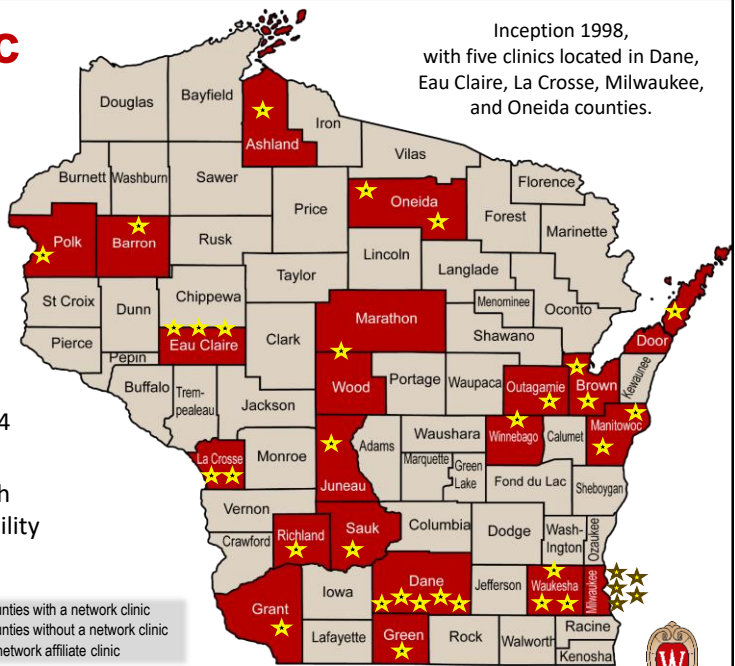 c
Inception 1998,
with five clinics located in Dane,
Eau Claire, La Crosse, Milwaukee,
and Oneida counties.
Douglas
Bayfield
Ashland
Iron
Vilas
Burnett
Washburn
Sawer
Price
Oneida
Florence
Forest
Marinette
Polk
Barron
Rusk
Lincoln
Langlade
Taylor
St Croix
Dunn
Chippewa
Menominee
Oconto
Pierce
Eau Claire
Clark
Marathon
Shawano
Door
Pepin
Buffalo
Trem-
pealeau
Jackson
Wood
Portage
Waupaca
Outagamie
Brown
Kewaunee
4
La Crosse
Monroe
Juneau
Adams
Waushara
Winnebago
Calumet
Manitowoc
Marquette
Green
Lake
Fond du Lac
Sheboygan
h
ility
Vernon
Crawford
Richland
Sauk
Columbia
Dodge
Wash-
Ington
Ozaukee
Grant
Iowa
Dane
Jefferson
Waukesha
Milwaukee
Lafayette
Green
Rock
Walworth
Racine
Kenosha
nties with a network clinic
nties without a network clinic
network affiliate clinic
W